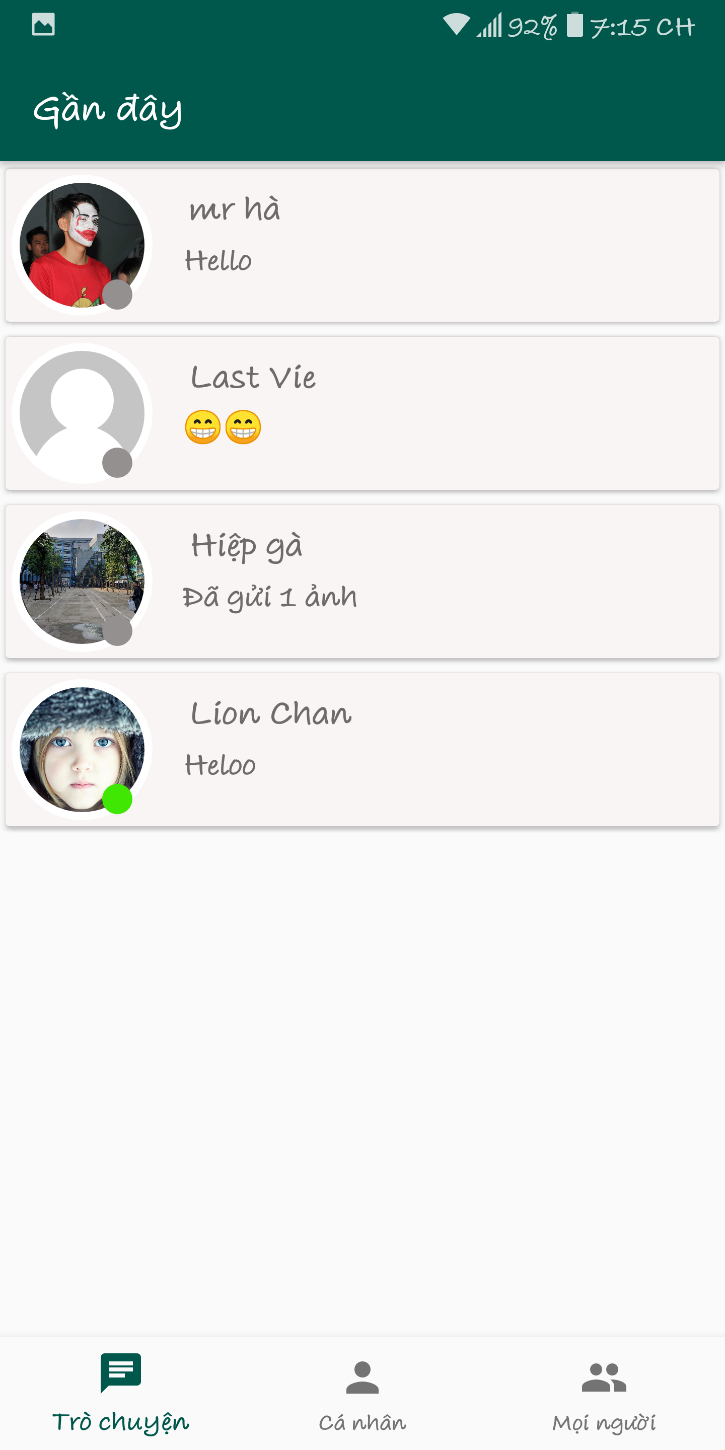 92% 7:15 CH
Gần đây
mr hà
Hello
Last Vie
😁😁
Hiệp gà
Đã gửi 1 ảnh
Lion Chan
Heloo
Trò chuyện Cá nhân Mọi người